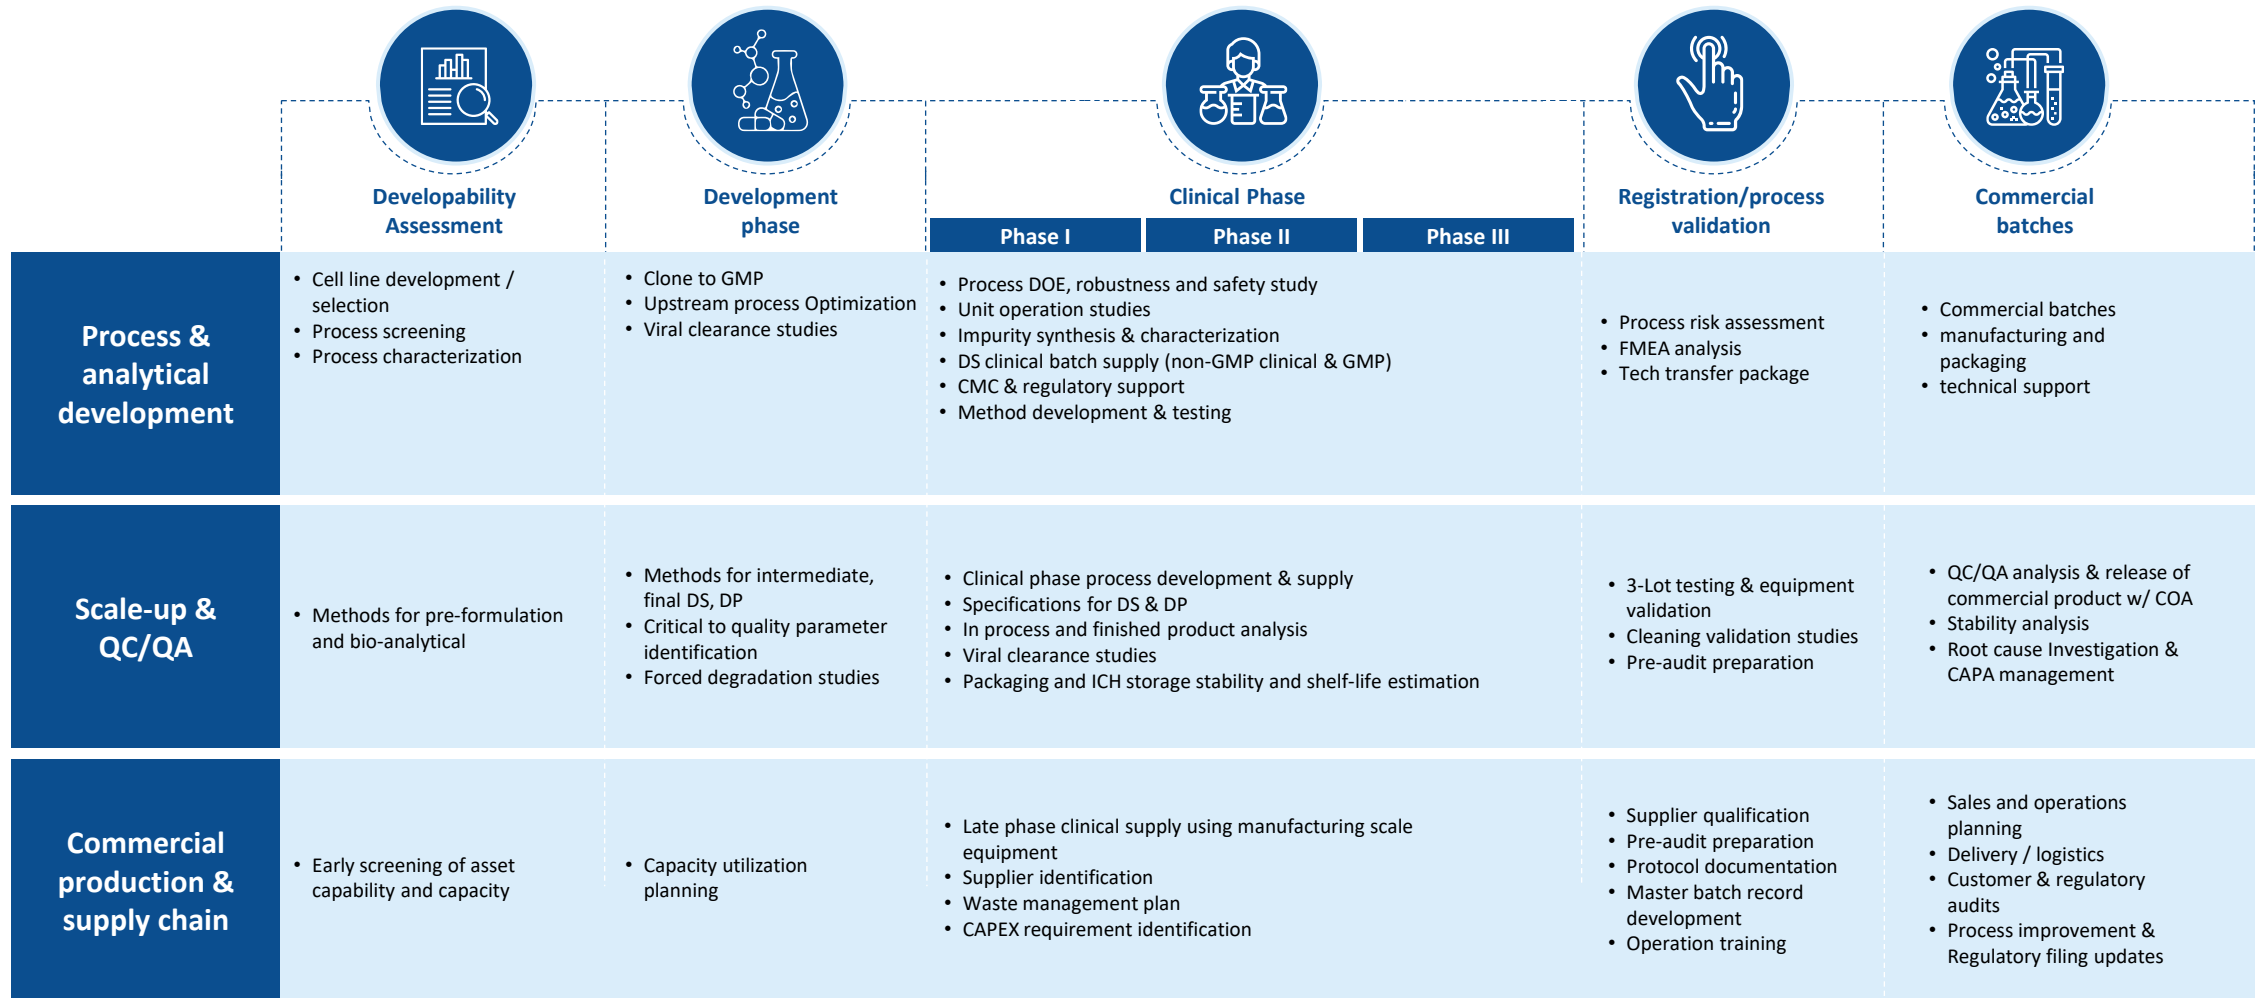 Developability
Assessment
Development
phase
Clinical Phase
Phase I
Phase II
Phase III
Registration/process
validation
Commercial
batches
Process &
analytical
development
• Cell line development /
selection
• Process screening
• Process characterization
• Clone to GMP
• Upstream process Optimization
• Viral clearance studies
• Process DOE, robustness and safety study
• Unit operation studies
• Impurity synthesis & characterization
• DS clinical batch supply (non-GMP clinical & GMP)
• CMC & regulatory support
• Method development & testing
• Process risk assessment
• FMEA analysis
• Tech transfer package
• Commercial batches
• manufacturing and
packaging
• technical support
Scale-up &
QC/QA
• Methods for pre-formulation
and bio-analytical
• Methods for intermediate,
final DS, DP
• Critical to quality parameter
identification
• Forced degradation studies
• Clinical phase process development & supply
• Specifications for DS & DP
• In process and finished product analysis
• Viral clearance studies
• Packaging and ICH storage stability and shelf-life estimation
• 3-Lot testing & equipment
validation
• Cleaning validation studies
• Pre-audit preparation
• QC/QA analysis & release of
commercial product w/ COA
• Stability analysis
• Root cause Investigation &
CAPA management
Commercial
production &
supply chain
• Early screening of asset
capability and capacity
• Capacity utilization
planning
• Late phase clinical supply using manufacturing scale
equipment
• Supplier identification
• Waste management plan
• CAPEX requirement identification
• Supplier qualification
• Pre-audit preparation
• Protocol documentation
• Master batch record
development
• Operation training
• Sales and operations
planning
• Delivery / logistics
• Customer & regulatory
audits
• Process improvement &
Regulatory filing updates